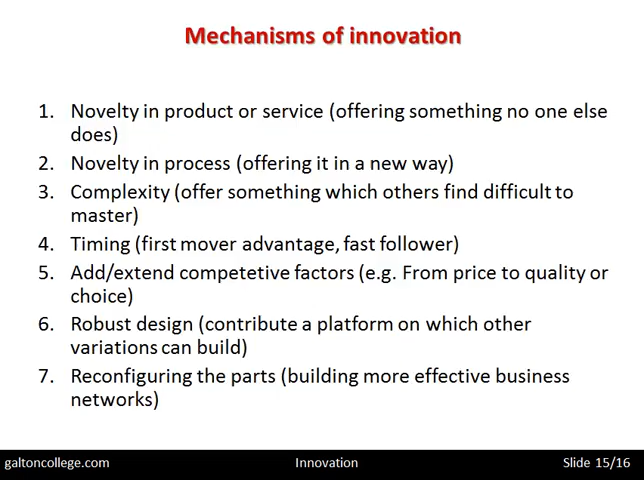 Mechanisms of innovation
1. Novelty in product or service (offering something no one else
does)
2. Novelty in process (offering it in a new way)
3. Complexity (offer something which others find difficult to
master)
4. Timing (first mover advantage, fast follower)
5. Add/extend competetive factors (e.g. From price to quality or
choice)
6. Robust design (contribute a platform on which other
variations can build)
7. Reconfiguring the parts (building more effective business
networks)
galtoncollege.com Innovation Slide 15/16